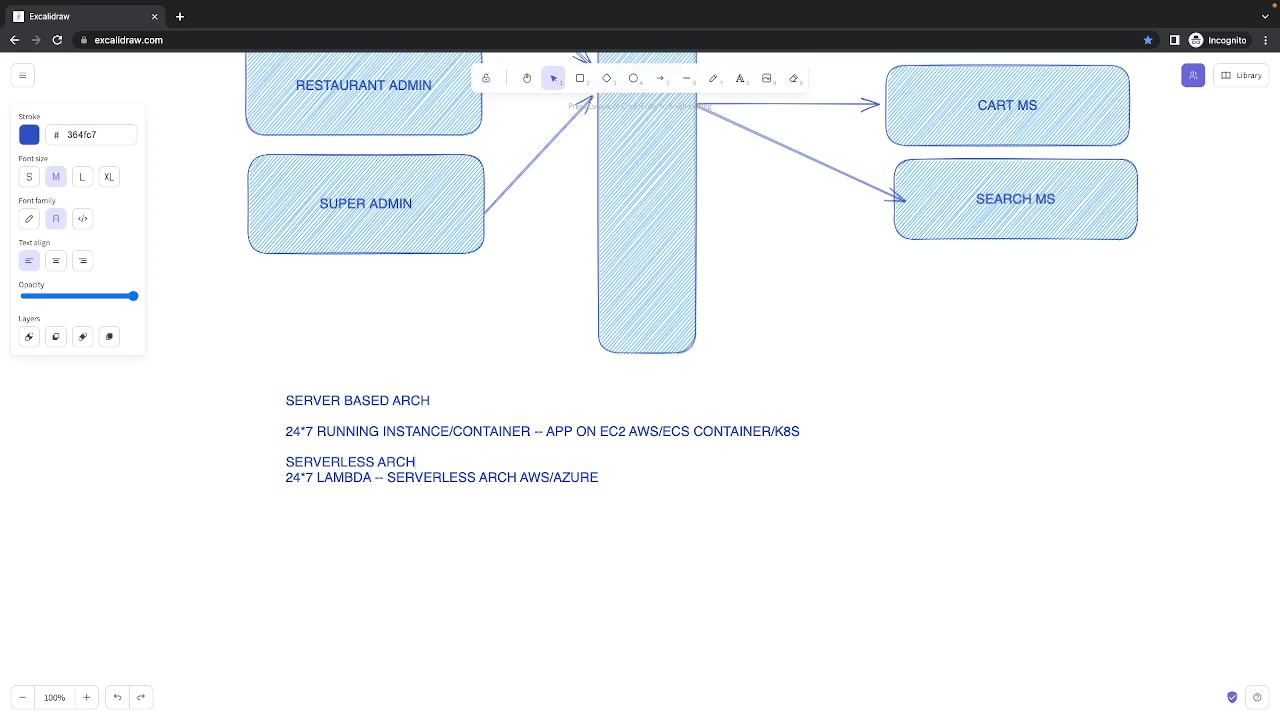 Excalidraw
excalidraw.com
Incognito
RESTAURANT ADMIN
CART MS
Library
Stroke
# 364fc7
Font size
S M L XL
Font family
Text align
Opacity
Layers
SUPER ADMIN
SEARCH MS
SERVER BASED ARCH
24*7 RUNNING INSTANCE/CONTAINER -- APP ON EC2 AWS/ECS CONTAINER/K8S
SERVERLESS ARCH
24*7 LAMBDA -- SERVERLESS ARCH AWS/AZURE
100%